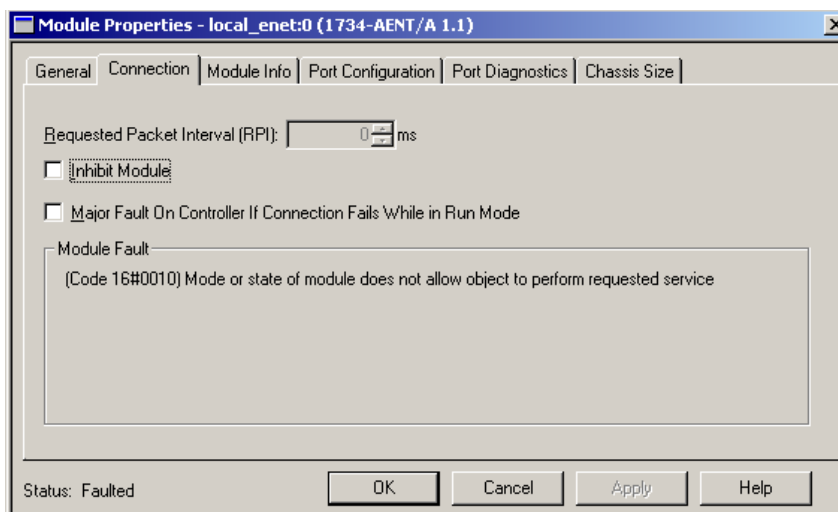 Module Properties - local_enet:0 (1734-AENT/A 1.1)
General Connection Module Info Port Configuration Port Diagnostics Chassis Size
Requested Packet Interval (RPI): 0 ms
Inhibit Module
Major Fault On Controller If Connection Fails While in Run Mode
Module Fault
(Code 16#0010) Mode or state of module does not allow object to perform requested service
Status: Faulted OK Cancel Apply Help